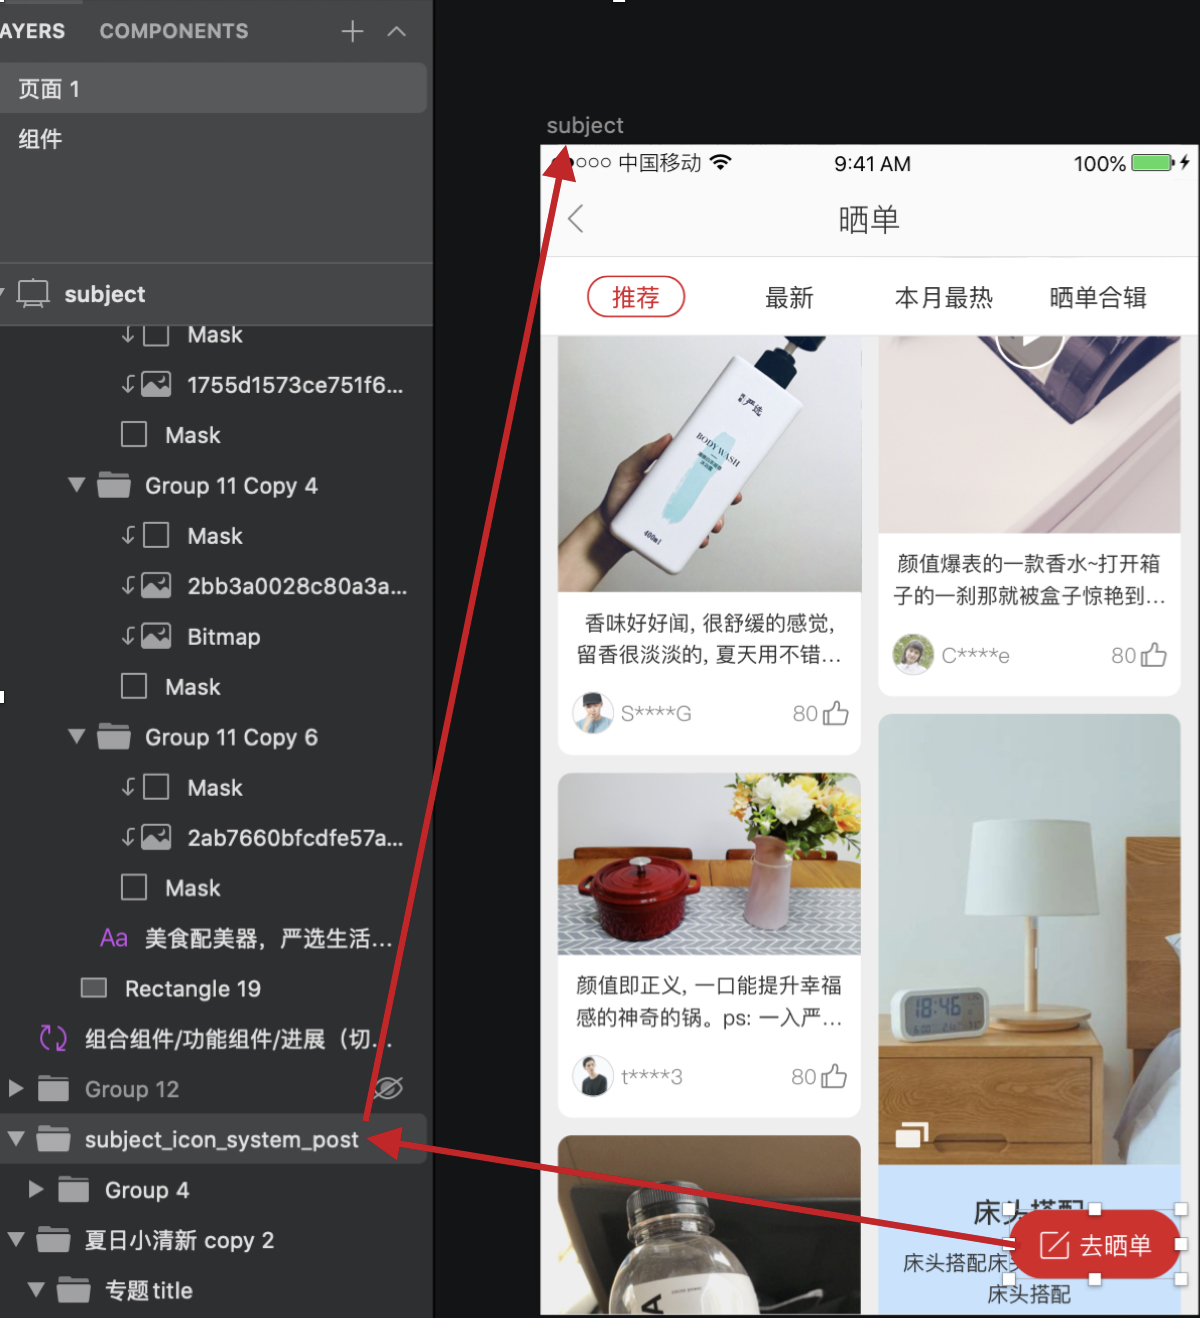 AYERS COMPONENTS
页面 1
组件
subject
Mask
1755d1573ce751f6...
Mask
Group 11 Copy 4
Mask
2bb3a0028c80a3a...
Bitmap
Mask
Group 11 Copy 6
Mask
2ab7660bfcdfe57a...
Mask
Aa 美食配美器，严选生活...
Rectangle 19
组合组件/功能组件/进展（切...
Group 12
subject_icon_system_post
Group 4
夏日小清新 copy 2
专题title
subject
中国移动 9:41 AM 100%
晒单
推荐 最新 本月最热 晒单合辑
严选
BODY WASH
400ml
香味好好闻, 很舒缓的感觉,
留香很淡淡的, 夏天用不错...
S****G 80
颜值即正义, 一口能提升幸福
感的神奇的锅。ps: 一入严...
t****3 80
A
颜值爆表的一款香水~打开箱
子的一刹那就被盒子惊艳到...
C****e 80
18:46
床头搭配
床头搭配床
床头搭配
去晒单